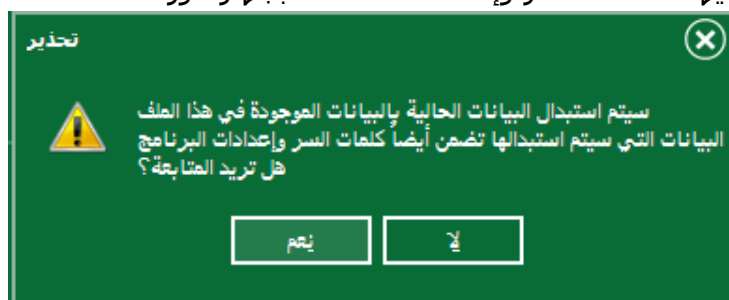 تحذير
سيتم استبدال البيانات الحالية بالبيانات الموجودة في هذا الملف
البيانات التي سيتم استبدالها تضمن أيضاً كلمات السر وإعدادات البرنامج
هل تريد المتابعة؟
نعم
لا